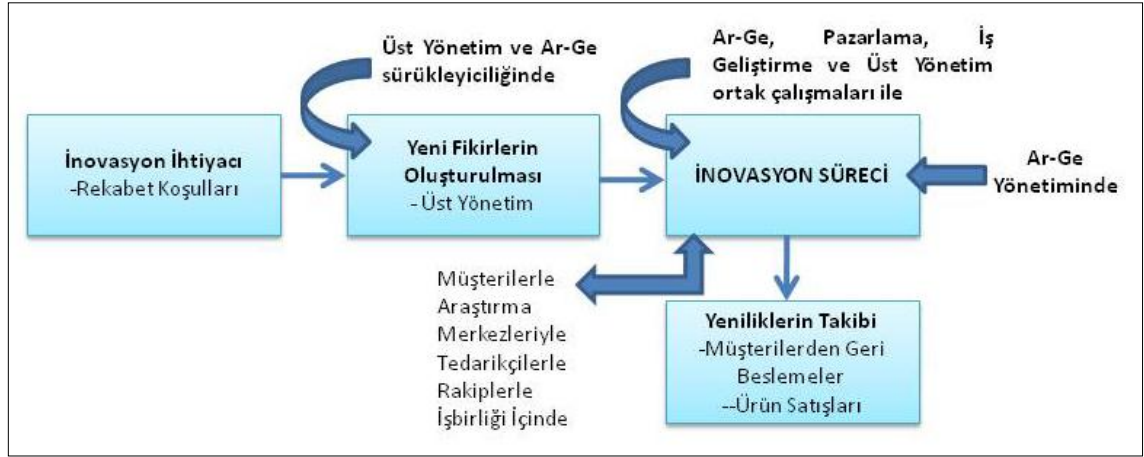 Üst Yönetim ve Ar-Ge
sürükleyiciliğinde
Ar-Ge, Pazarlama, İş
Geliştirme ve Üst Yönetim
ortak çalışmaları ile
İnovasyon İhtiyacı
-Rekabet Koşulları
Yeni Fikirlerin
Oluşturulması
- Üst Yönetim
İNOVASYON SÜRECİ
Ar-Ge
Yönetiminde
Müşterilerle
Araştırma
Merkezleriyle
Tedarikçilerle
Rakiplerle
İşbirliği İçinde
Yeniliklerin Takibi
-Müşterilerden Geri
Beslemeler
--Ürün Satışları